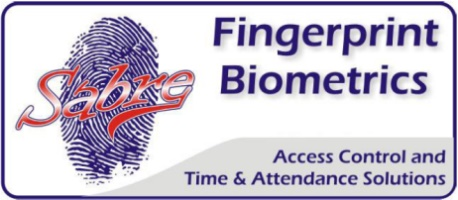 Sabre
Fingerprint
Biometrics
Access Control and
Time & Attendance Solutions